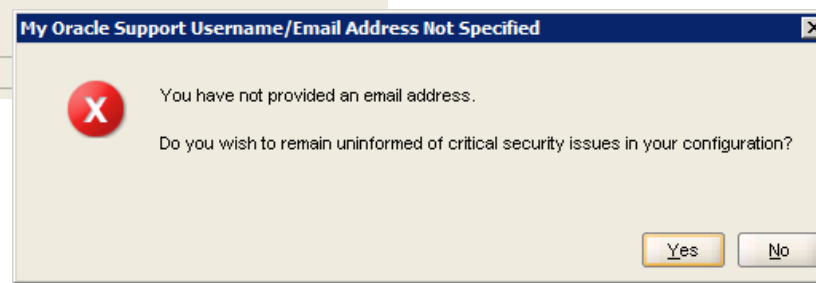 My Oracle Support Username/Email Address Not Specified
You have not provided an email address.
Do you wish to remain uninformed of critical security issues in your configuration?
Yes No